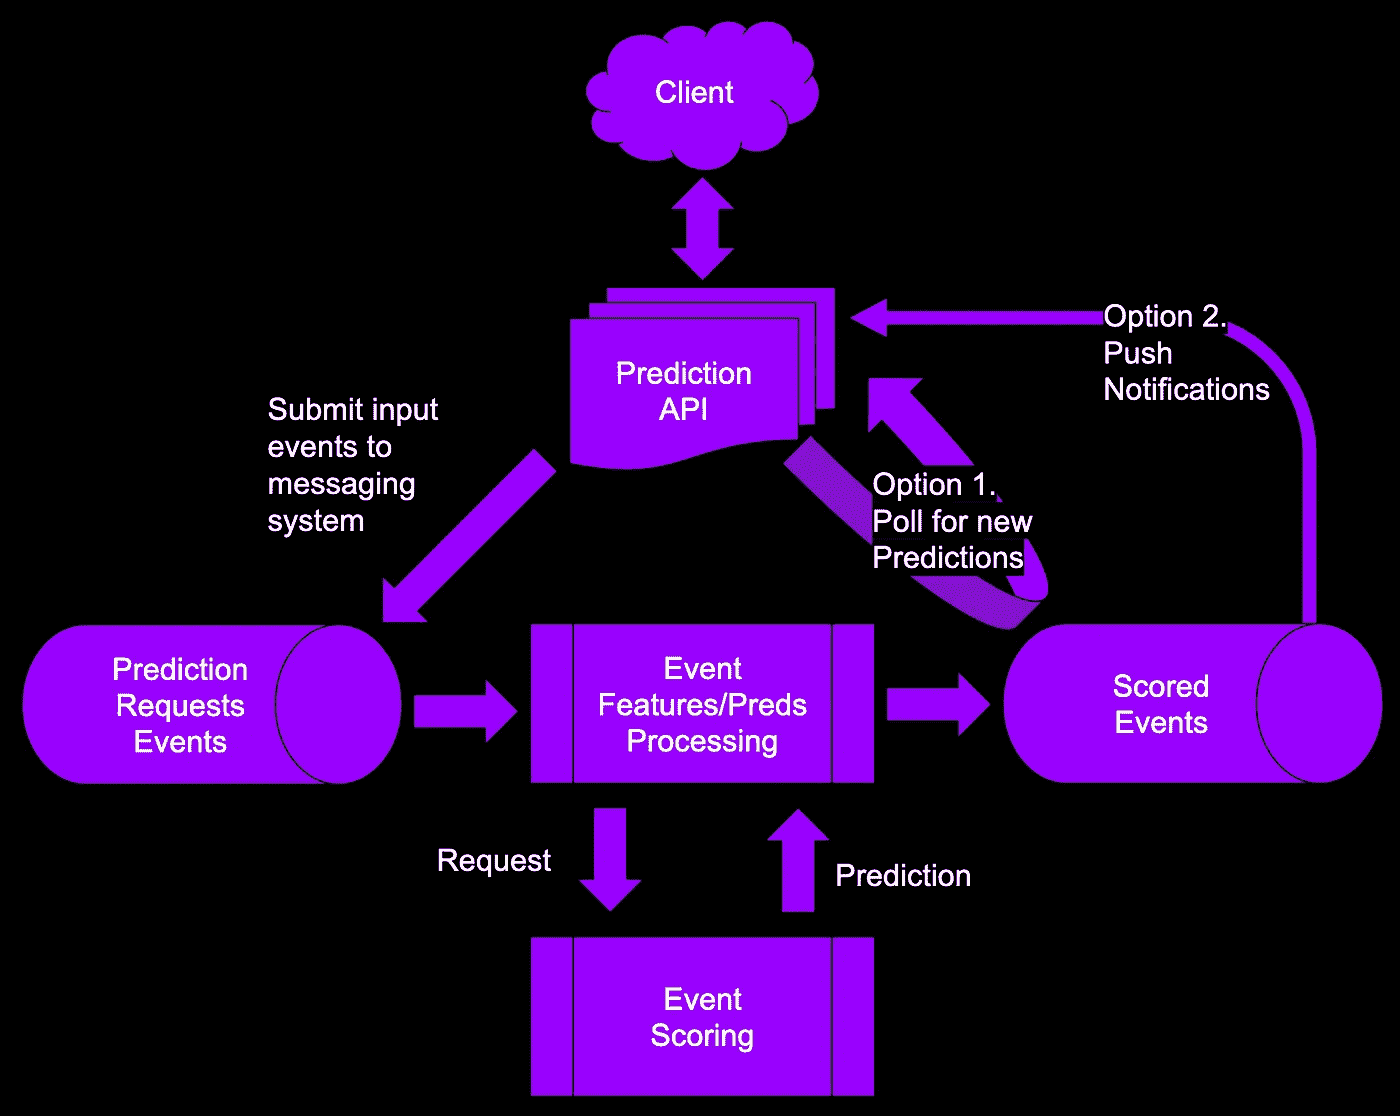 Client
Option 2.
Push
Notifications
Prediction
API
Submit input
events to
messaging
system
Option 1.
Poll for new
Predictions
Prediction
Requests
Events
Event
Features/Preds
Processing
Scored
Events
Request
Prediction
Event
Scoring